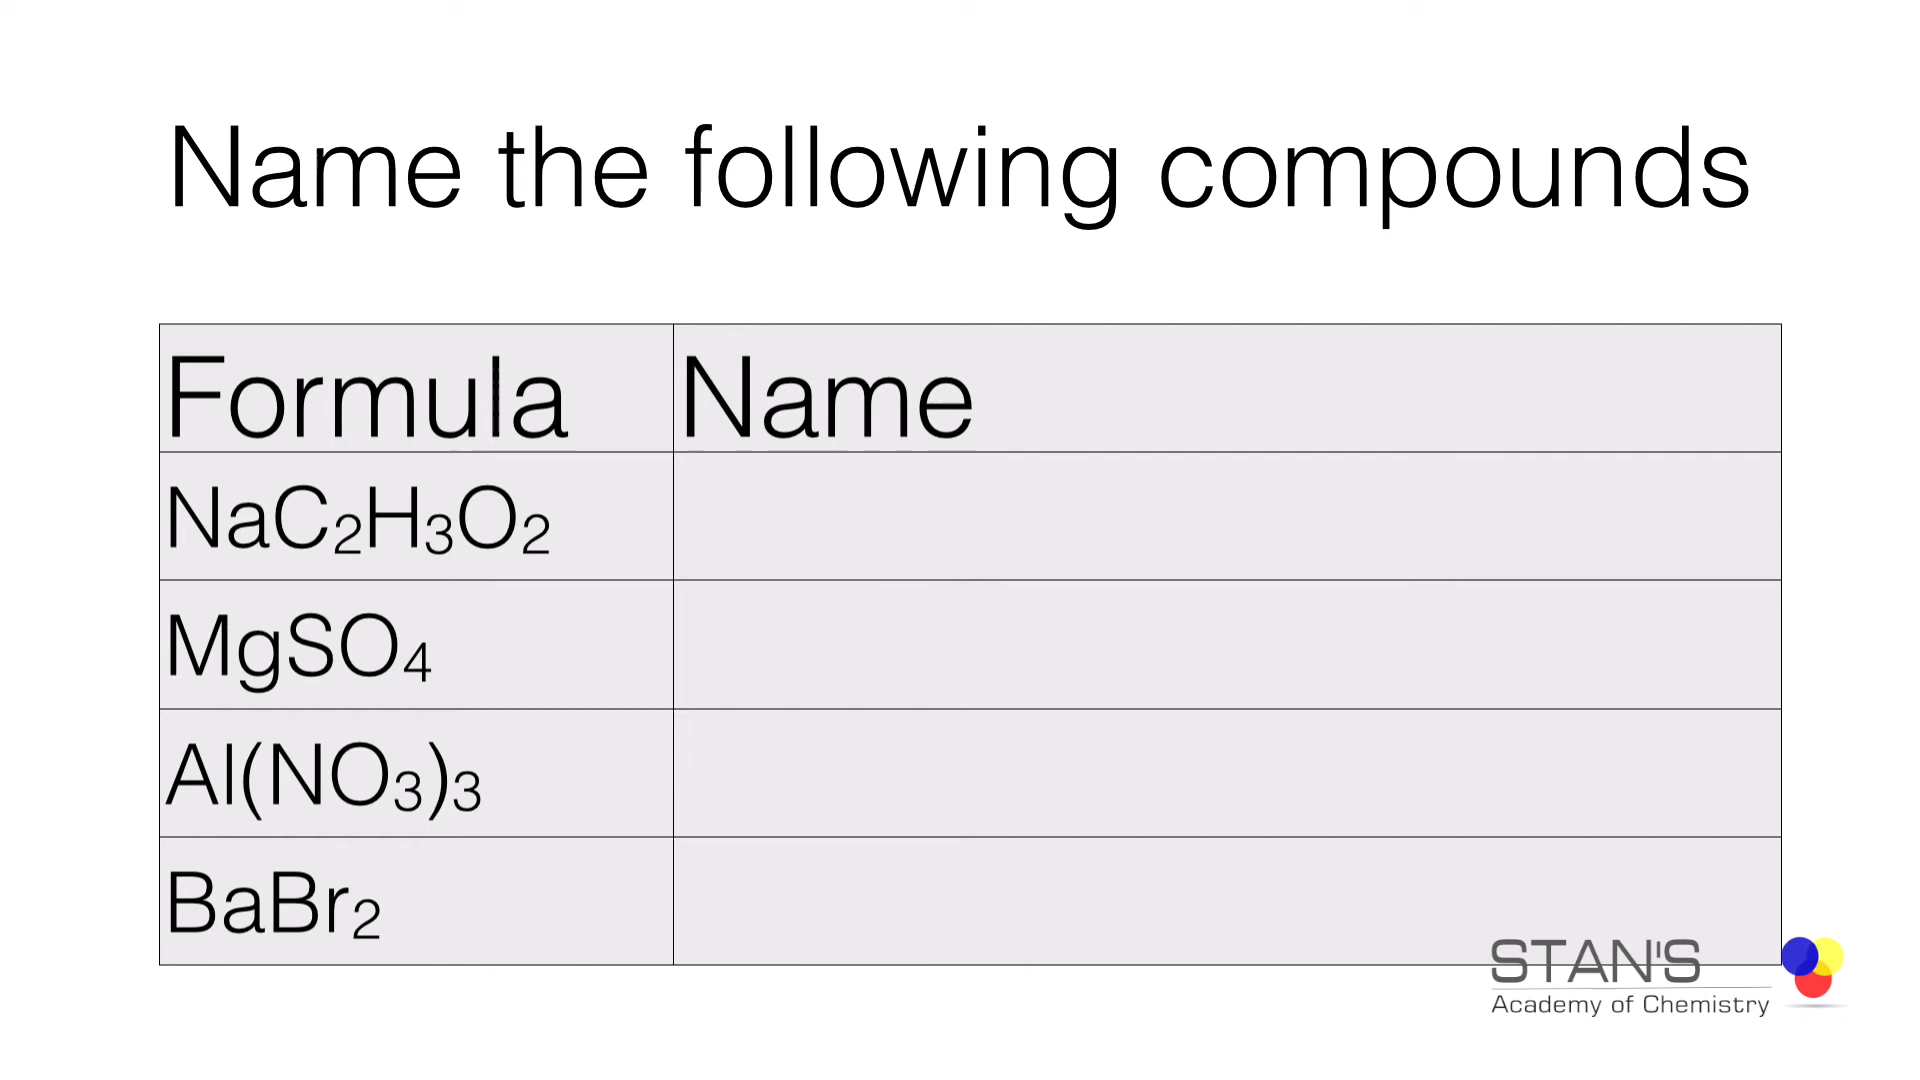 Name the following compounds
Formula Name
NaC₂H₃O₂
MgSO₄
Al(NO₃)₃
BaBr₂
STAN'S
Academy of Chemistry